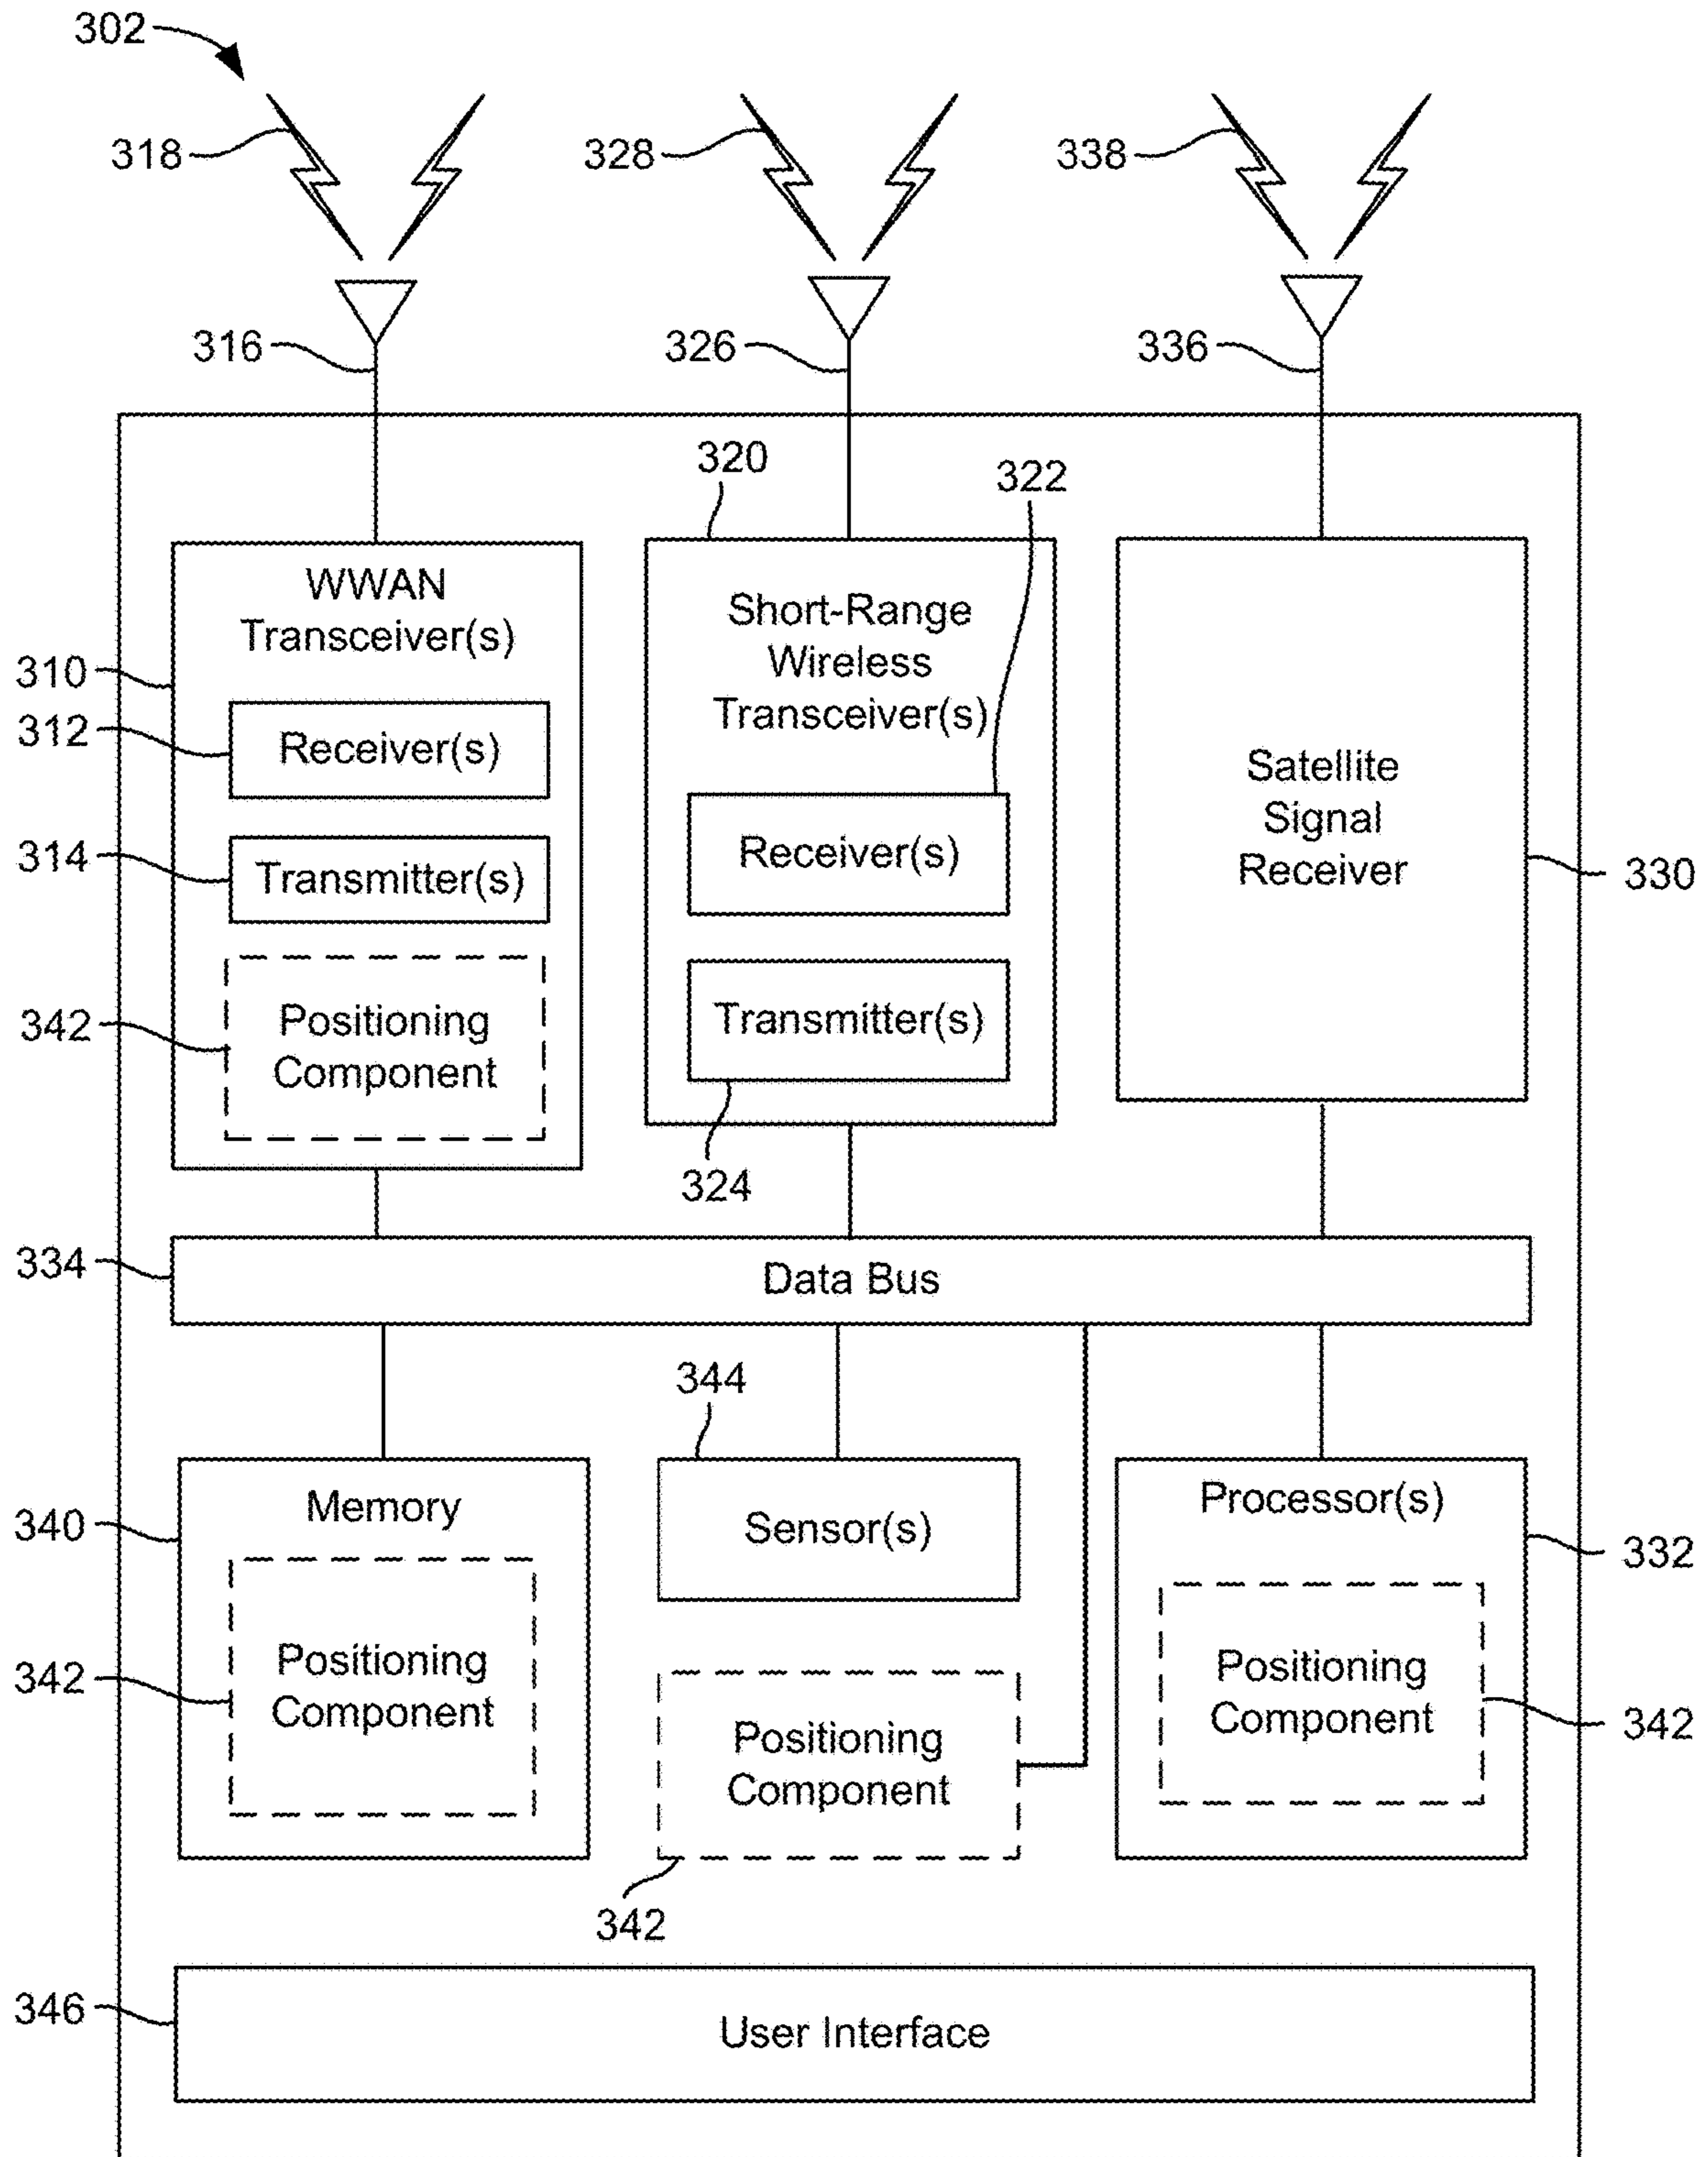 302
318
328
338
316
326
336
320
322
WWAN
Transceiver(s)
310
312
Receiver(s)
314
Transmitter(s)
342
Positioning
Component
Short-Range
Wireless
Transceiver(s)
Receiver(s)
Transmitter(s)
324
Satellite
Signal
Receiver
330
334
Data Bus
344
340
Memory
342
Positioning
Component
Sensor(s)
Positioning
Component
342
Processor(s)
332
Positioning
Component
342
346
User Interface